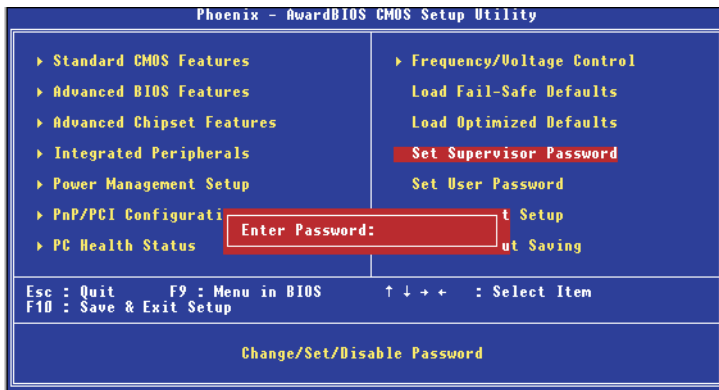 Phoenix - AwardBIOS CMOS Setup Utility
▸ Standard CMOS Features
▸ Advanced BIOS Features
▸ Advanced Chipset Features
▸ Integrated Peripherals
▸ Power Management Setup
▸ PnP/PCI Configurati
▸ PC Health Status
▸ Frequency/Voltage Control
Load Fail-Safe Defaults
Load Optimized Defaults
Set Supervisor Password
Set User Password
t Setup
ut Saving
Enter Password:
Esc : Quit F9 : Menu in BIOS ↑ ↓ → ← : Select Item
F10 : Save & Exit Setup
Change/Set/Disable Password